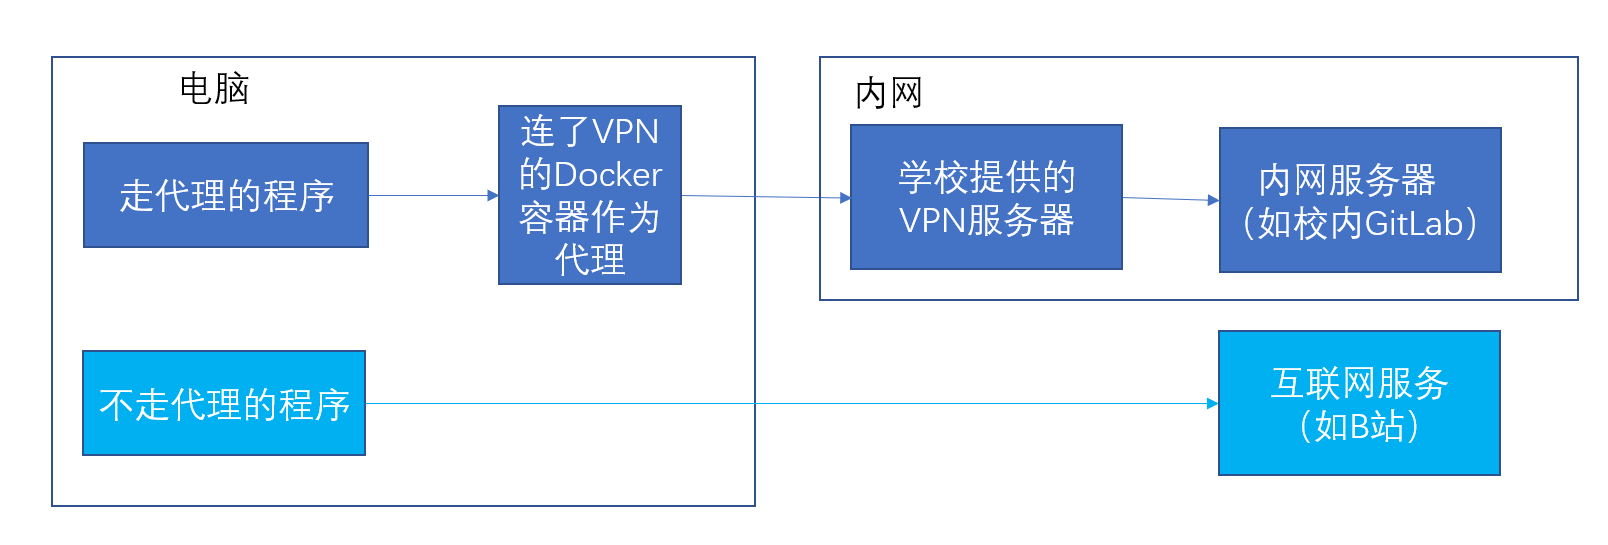 电脑
走代理的程序
连了VPN
的Docker
容器作为
代理
内网
学校提供的
VPN服务器
内网服务器
（如校内GitLab）
不走代理的程序
互联网服务
（如B站）